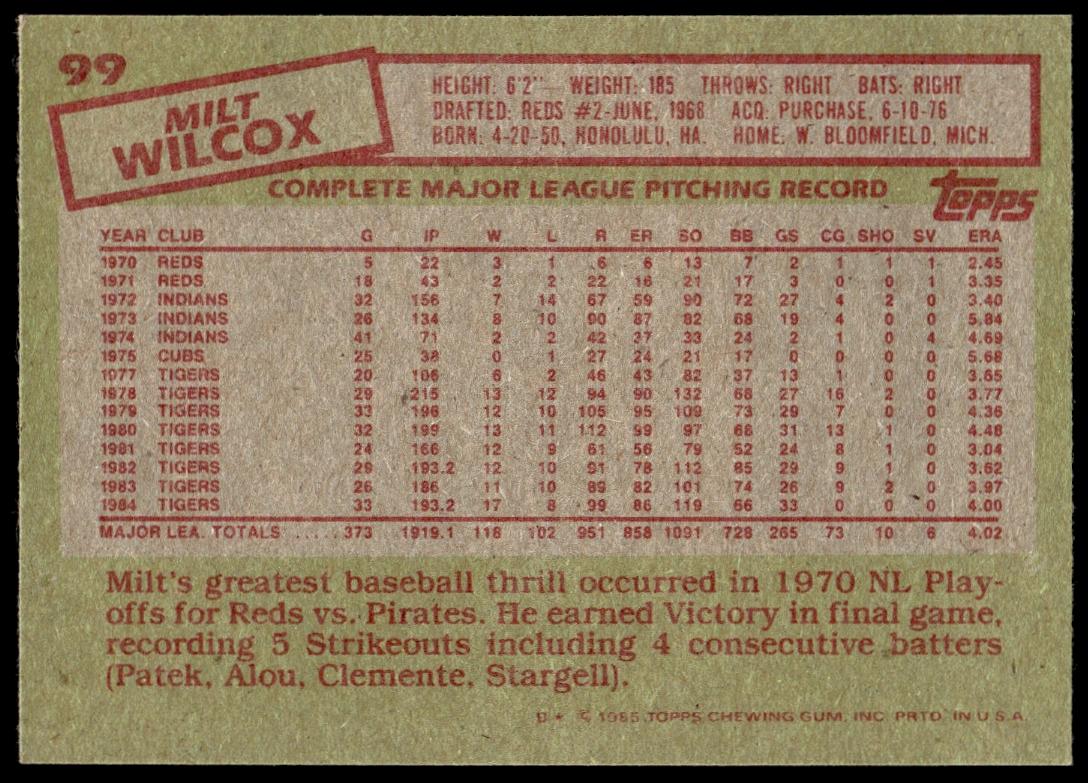 99
MILT
WILCOX
HEIGHT: 6'2" WEIGHT: 185 THROWS: RIGHT BATS: RIGHT
DRAFTED: REDS #2-JUNE, 1968 ACQ: PURCHASE, 6-10-76
BORN: 4-20-50, HONOLULU, HA. HOME: W. BLOOMFIELD, MICH.
COMPLETE MAJOR LEAGUE PITCHING RECORD
Topps
YEAR CLUB G IP W L R ER SO BB GS CG SHO SV ERA
1970 REDS 5 22 3 1 6 6 13 7 2 1 1 1 2.45
1971 REDS 18 43 2 2 22 16 21 17 3 0 0 1 3.35
1972 INDIANS 32 156 7 14 67 59 90 72 27 4 2 0 3.40
1973 INDIANS 26 134 8 10 90 87 82 68 19 4 0 0 5.84
1974 INDIANS 41 71 2 2 42 37 33 24 2 1 0 4 4.69
1975 CUBS 25 38 0 1 27 24 21 17 0 0 0 0 5.68
1977 TIGERS 20 106 6 2 46 43 82 37 13 1 0 0 3.65
1978 TIGERS 29 215 13 12 94 90 132 68 27 16 2 0 3.77
1979 TIGERS 33 196 12 10 105 95 109 73 29 7 0 0 4.36
1980 TIGERS 32 199 13 11 112 99 97 68 31 13 1 0 4.48
1981 TIGERS 24 166 12 9 61 56 79 52 24 8 1 0 3.04
1982 TIGERS 29 193.2 12 10 91 78 112 85 29 9 1 0 3.62
1983 TIGERS 26 186 11 10 89 82 101 74 26 9 2 0 3.97
1984 TIGERS 33 193.2 17 8 99 86 119 66 33 0 0 0 4.00
MAJOR LEA. TOTALS ..... 373 1919.1 118 102 951 858 1091 728 265 73 10 6 4.02
Milt's greatest baseball thrill occurred in 1970 NL Play-
offs for Reds vs. Pirates. He earned Victory in final game,
recording 5 Strikeouts including 4 consecutive batters
(Patek, Alou, Clemente, Stargell).
B * © 1985 TOPPS CHEWING GUM, INC. PRTD. IN U.S.A.